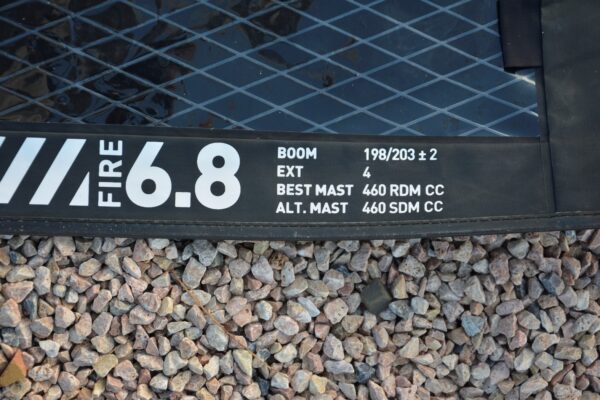 FIRE 6.8
BOOM 198/203 ± 2
EXT 4
BEST MAST 460 RDM CC
ALT. MAST 460 SDM CC